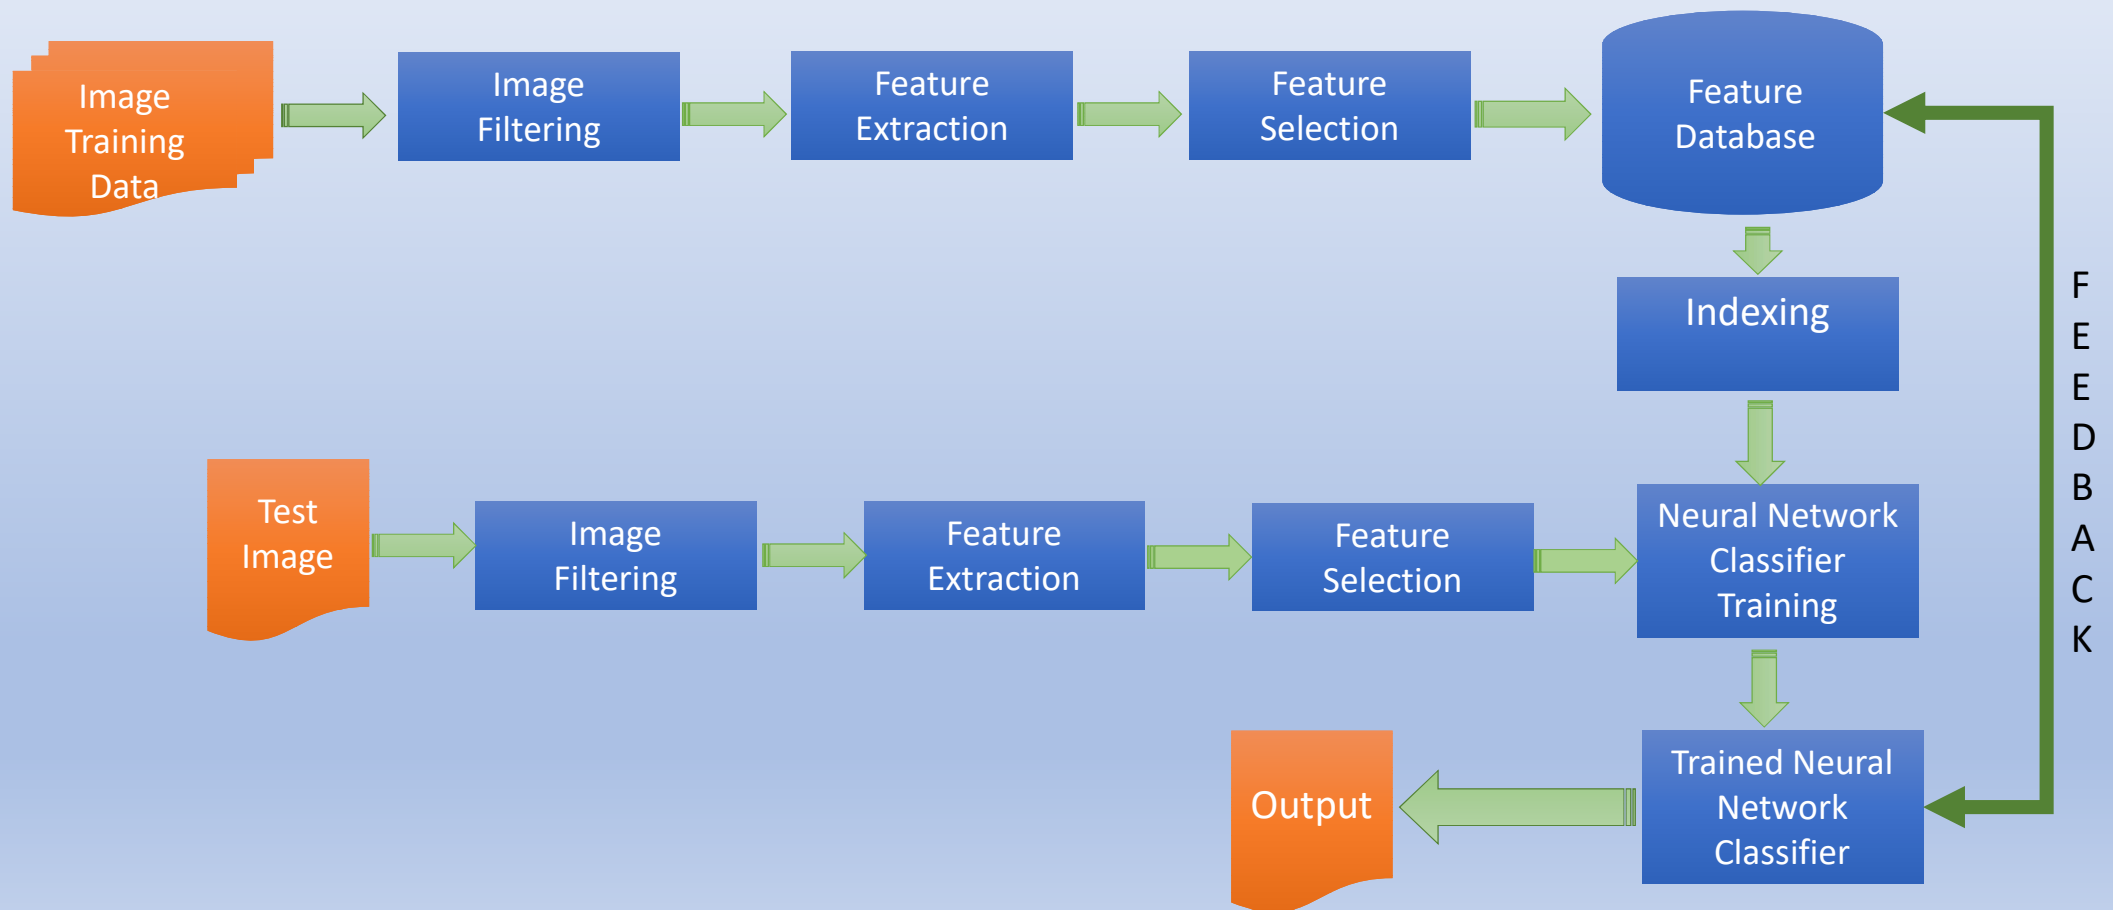 Image
Training
Data
Image
Filtering
Feature
Extraction
Feature
Selection
Feature
Database
Indexing
F
E
E
D
B
A
C
K
Test
Image
Image
Filtering
Feature
Extraction
Feature
Selection
Neural Network
Classifier
Training
Output
Trained Neural
Network
Classifier